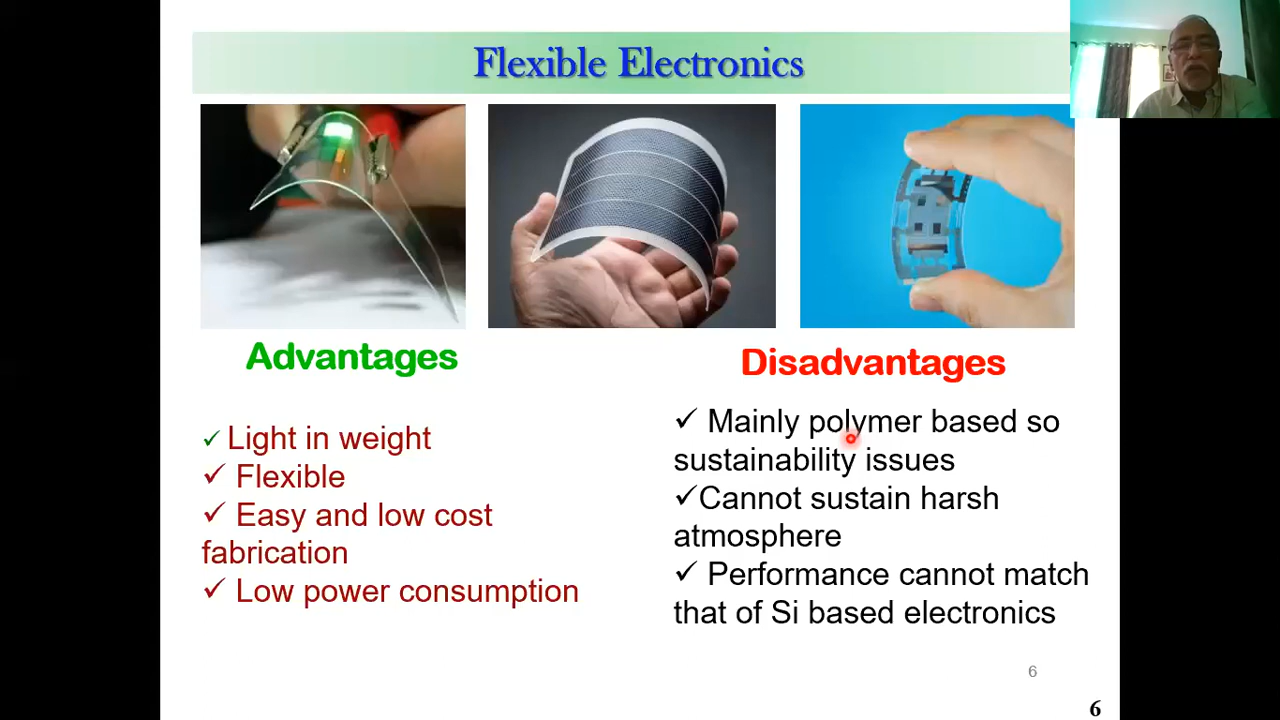 Flexible Electronics
Advantages
✓ Light in weight
✓ Flexible
✓ Easy and low cost
fabrication
✓ Low power consumption
Disadvantages
✓ Mainly polymer based so
sustainability issues
✓Cannot sustain harsh
atmosphere
✓ Performance cannot match
that of Si based electronics
6
6